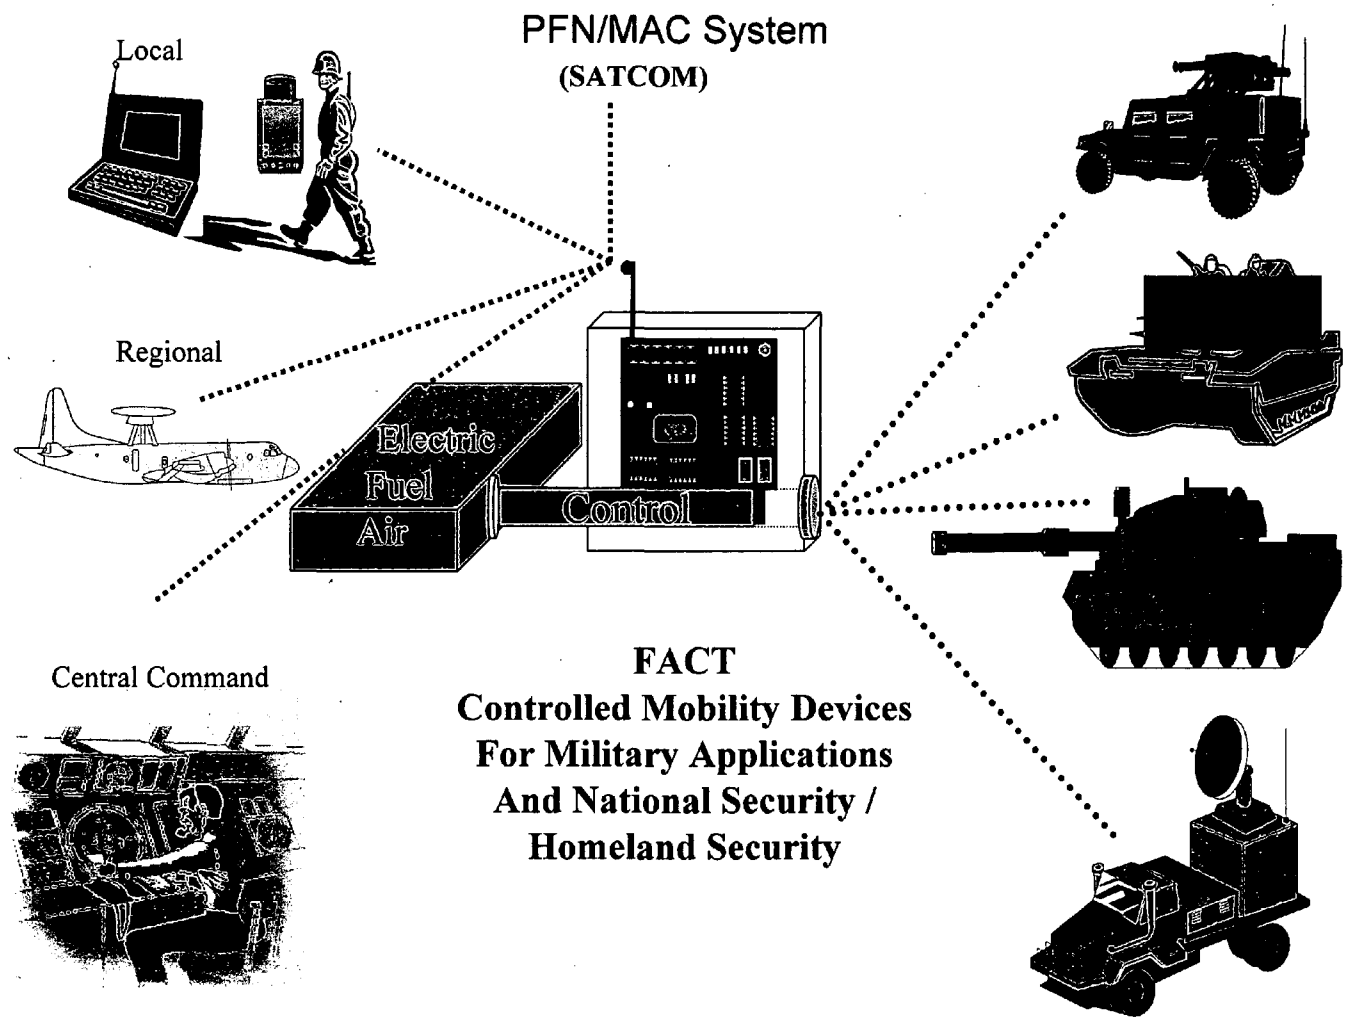 PFN/MAC System
(SATCOM)
Local
Regional
Electric
Fuel
Air
Control
Central Command
FACT
Controlled Mobility Devices
For Military Applications
And National Security /
Homeland Security